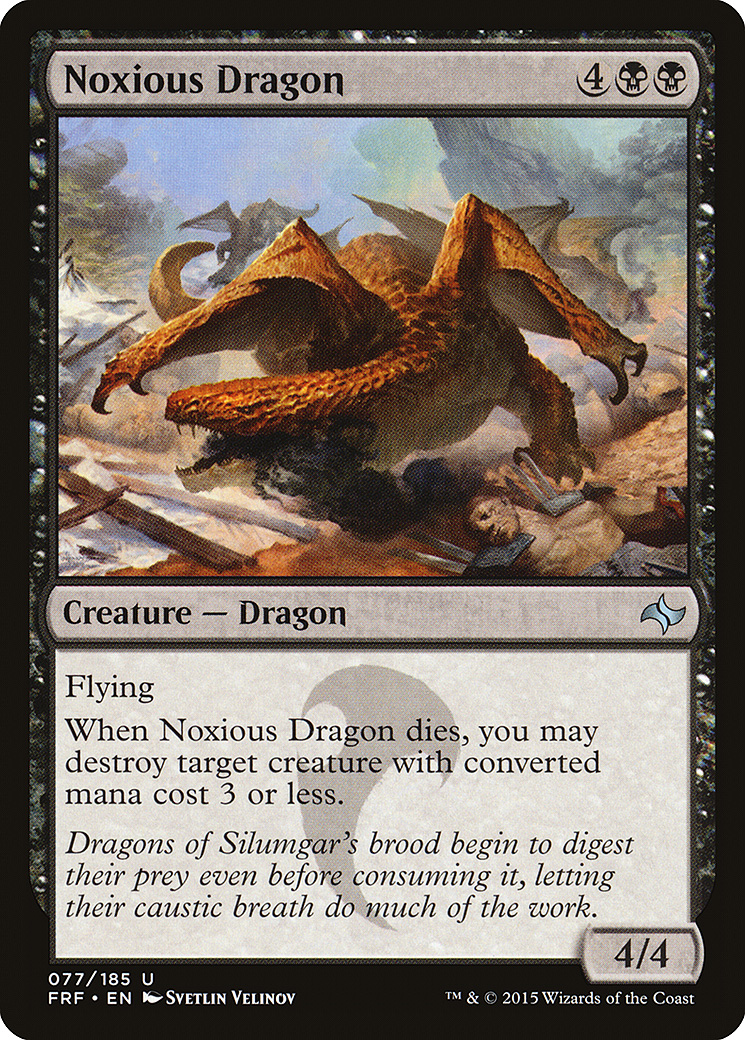 Noxious Dragon 4
Creature — Dragon
Flying
When Noxious Dragon dies, you may
destroy target creature with converted
mana cost 3 or less.
Dragons of Silumgar's brood begin to digest
their prey even before consuming it, letting
their caustic breath do much of the work.
4/4
077/185 U
FRF • EN Svetlin Velinov
™ & © 2015 Wizards of the Coast